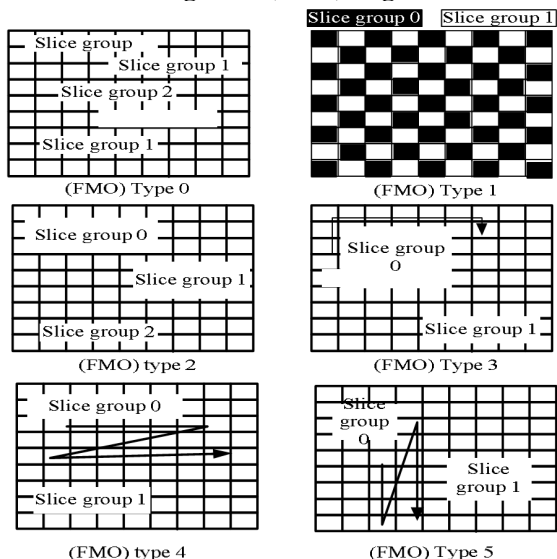 Slice group 0 Slice group 1
Slice group
Slice group 1
Slice group 2
Slice group 1
(FMO) Type 0
(FMO) Type 1
Slice group 0
Slice group 1
Slice group 2
(FMO) type 2
Slice group
0
Slice group 1
(FMO) Type 3
Slice group 0
Slice group 1
(FMO) type 4
Slice
group
0
Slice
group 1
(FMO) Type 5